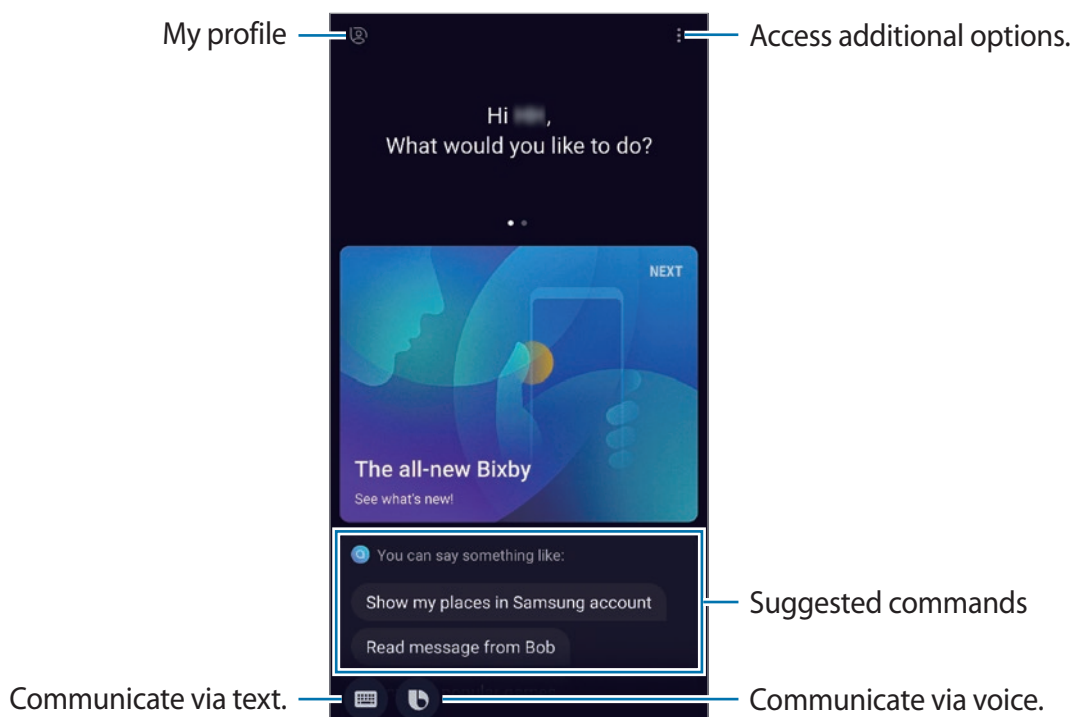 My profile
Access additional options.
Hi ,
What would you like to do?
NEXT
The all-new Bixby
See what's new!
You can say something like:
Show my places in Samsung account
Suggested commands
Read message from Bob
Communicate via text.
Communicate via voice.